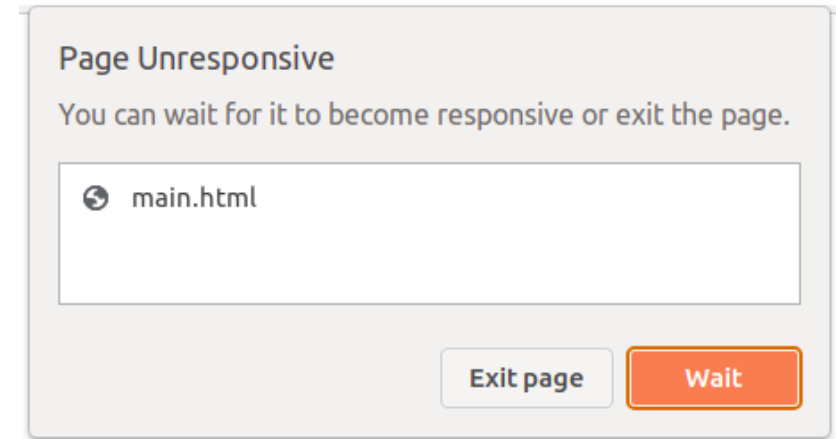 Page Unresponsive
You can wait for it to become responsive or exit the page.
main.html
Exit page
Wait